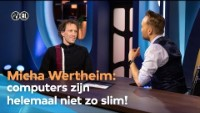 Micha Wertheim:
computers zijn
helemaal niet zo slim!